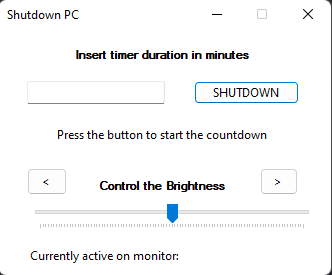 Shutdown PC
Insert timer duration in minutes
SHUTDOWN
Press the button to start the countdown
< Control the Brightness >
Currently active on monitor: